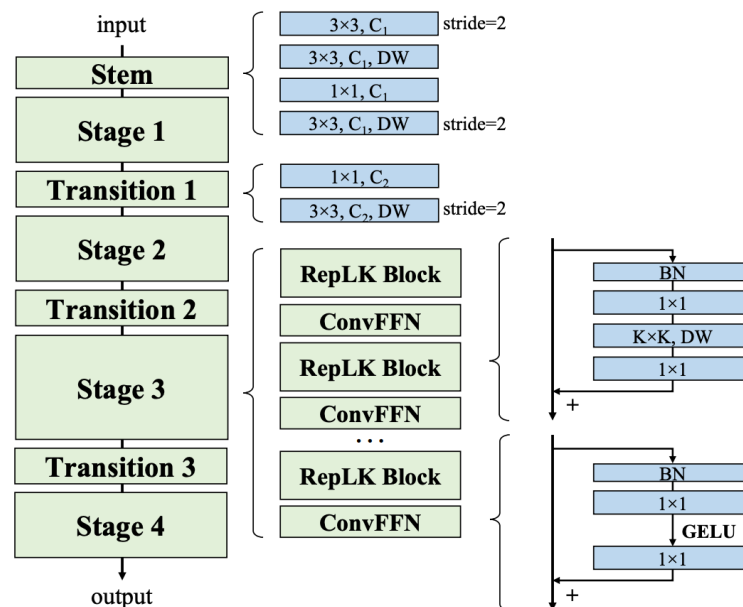 input
Stem
Stage 1
Transition 1
Stage 2
Transition 2
Stage 3
Transition 3
Stage 4
output
3×3, C₁ stride=2
3×3, C₁, DW
1×1, C₁
3×3, C₁, DW stride=2
1×1, C₂
3×3, C₂, DW stride=2
RepLK Block
ConvFFN
RepLK Block
ConvFFN
...
RepLK Block
ConvFFN
BN
1×1
K×K, DW
1×1
+
BN
1×1
GELU
1×1
+